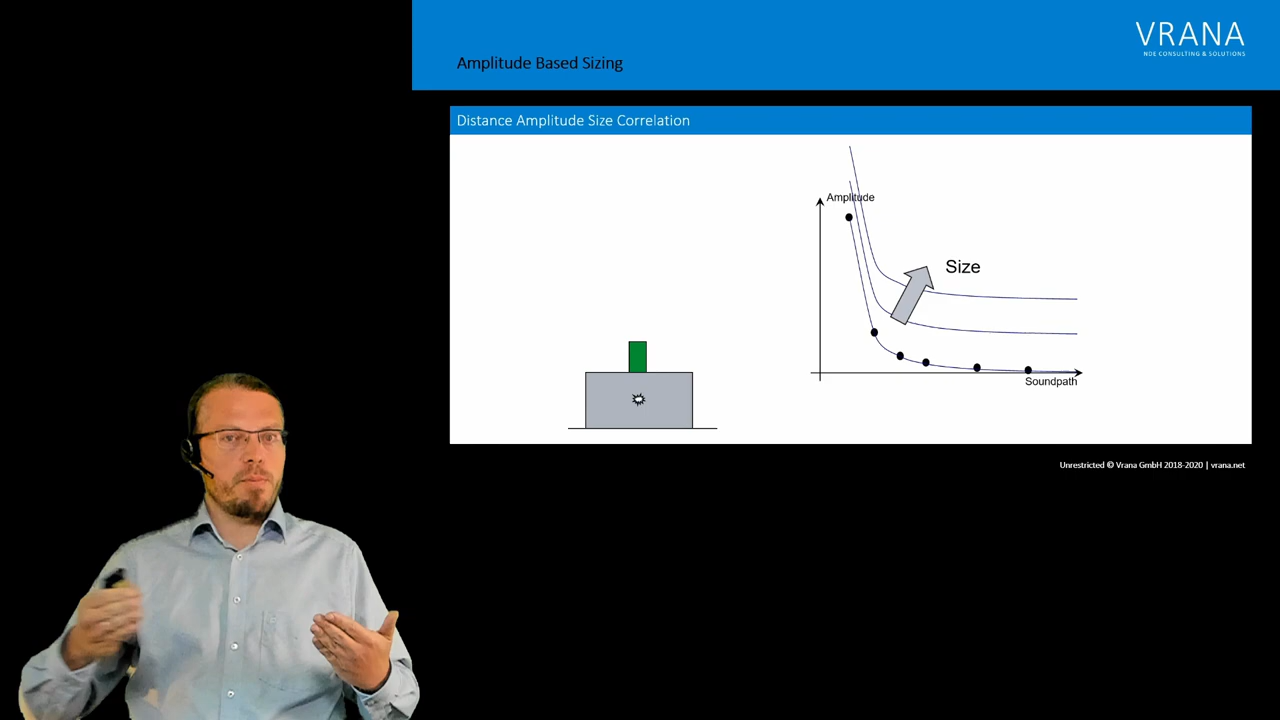 VRANA
NDE CONSULTING & SOLUTIONS
Amplitude Based Sizing
Distance Amplitude Size Correlation
Amplitude
Size
Soundpath
Unrestricted © Vrana GmbH 2018-2020 | vrana.net